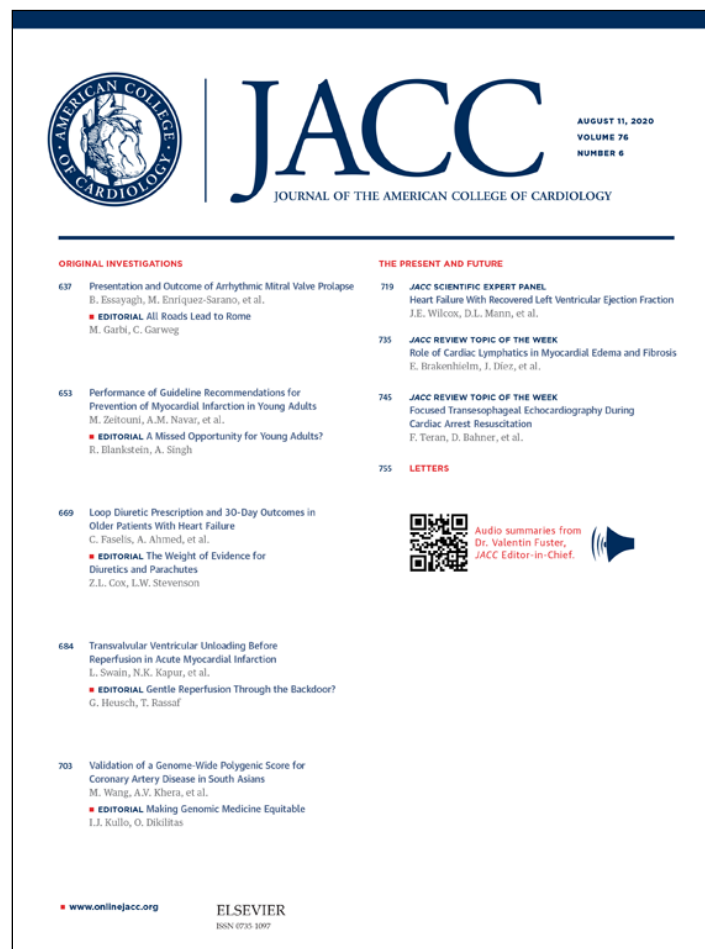 AMERICAN COLLEGE
OF CARDIOLOGY
JACC
JOURNAL OF THE AMERICAN COLLEGE OF CARDIOLOGY
AUGUST 11, 2020
VOLUME 76
NUMBER 6
ORIGINAL INVESTIGATIONS
637 Presentation and Outcome of Arrhythmic Mitral Valve Prolapse
B. Essayagh, M. Enriquez-Sarano, et al.
EDITORIAL All Roads Lead to Rome
M. Garbi, C. Garweg
653 Performance of Guideline Recommendations for
Prevention of Myocardial Infarction in Young Adults
M. Zeitouni, A.M. Navar, et al.
EDITORIAL A Missed Opportunity for Young Adults?
R. Blankstein, A. Singh
669 Loop Diuretic Prescription and 30-Day Outcomes in
Older Patients With Heart Failure
C. Faselis, A. Ahmed, et al.
EDITORIAL The Weight of Evidence for
Diuretics and Parachutes
Z.L. Cox, L.W. Stevenson
684 Transvalvular Ventricular Unloading Before
Reperfusion in Acute Myocardial Infarction
L. Swain, N.K. Kapur, et al.
EDITORIAL Gentle Reperfusion Through the Backdoor?
G. Heusch, T. Rassaf
703 Validation of a Genome-Wide Polygenic Score for
Coronary Artery Disease in South Asians
M. Wang, A.V. Khera, et al.
EDITORIAL Making Genomic Medicine Equitable
I.J. Kullo, O. Dikilitas
THE PRESENT AND FUTURE
719 JACC SCIENTIFIC EXPERT PANEL
Heart Failure With Recovered Left Ventricular Ejection Fraction
J.E. Wilcox, D.L. Mann, et al.
735 JACC REVIEW TOPIC OF THE WEEK
Role of Cardiac Lymphatics in Myocardial Edema and Fibrosis
E. Brakenhielm, J. Díez, et al.
745 JACC REVIEW TOPIC OF THE WEEK
Focused Transesophageal Echocardiography During
Cardiac Arrest Resuscitation
F. Teran, D. Bahner, et al.
755 LETTERS
Audio summaries from
Dr. Valentin Fuster,
JACC Editor-in-Chief.
www.onlinejacc.org
ELSEVIER
ISSN 0735-1097